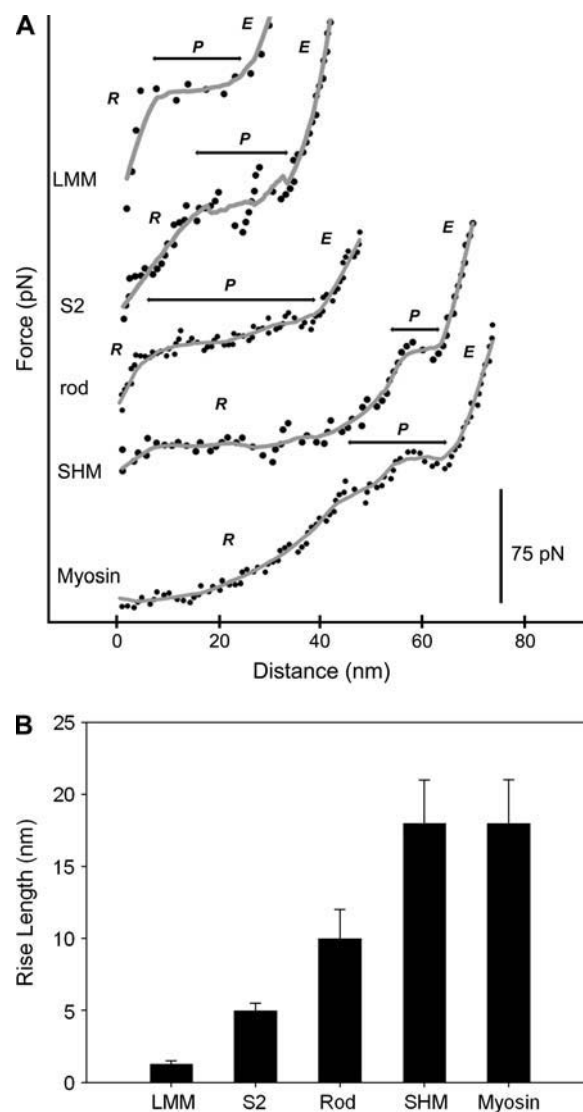 A
E
P
E
R
P
LMM
R
E
E
P
S2
P
R
E
rod
R
P
SHM
R
75 pN
Myosin
Force (pN)
0 20 40 60 80
Distance (nm)
B
25
20
15
10
5
0
Rise Length (nm)
LMM S2 Rod SHM Myosin